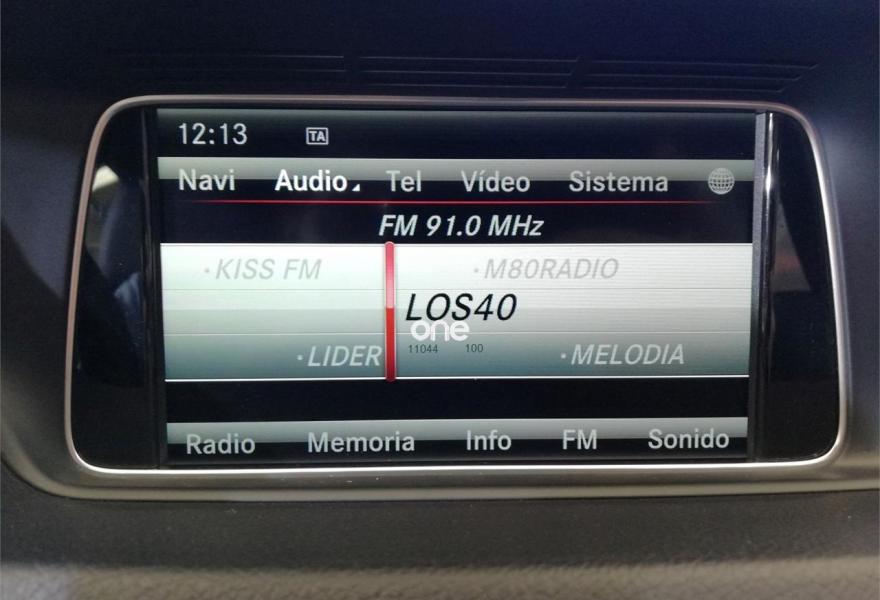 12:13 TA
Navi Audio Tel Vídeo Sistema
FM 91.0 MHz
·KISS FM ·M80RADIO
LOS40
one
11044 100
·LIDER ·MELODIA
Radio Memoria Info FM Sonido